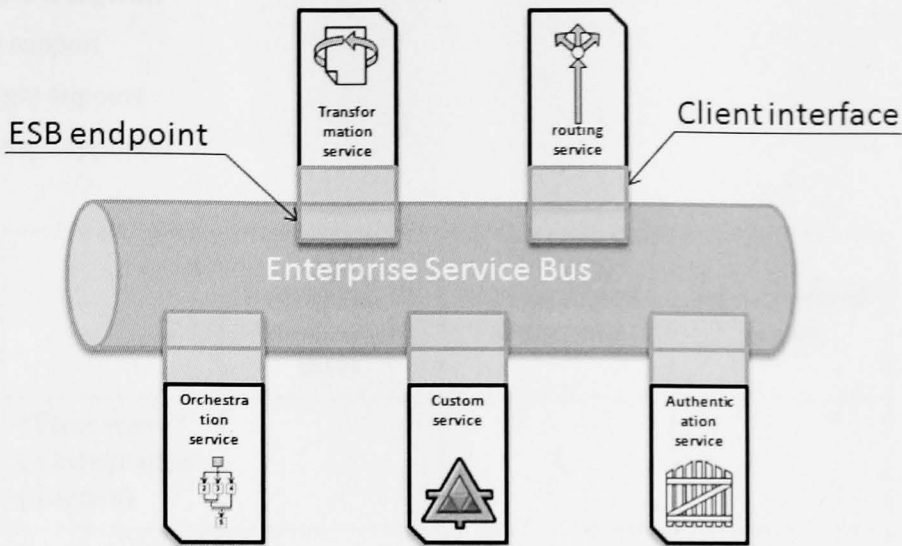 Transfor
mation
service
routing
service
ESB endpoint
Client interface
Enterprise Service Bus
Orchestra
tion
service
Custom
service
Authentic
ation
service